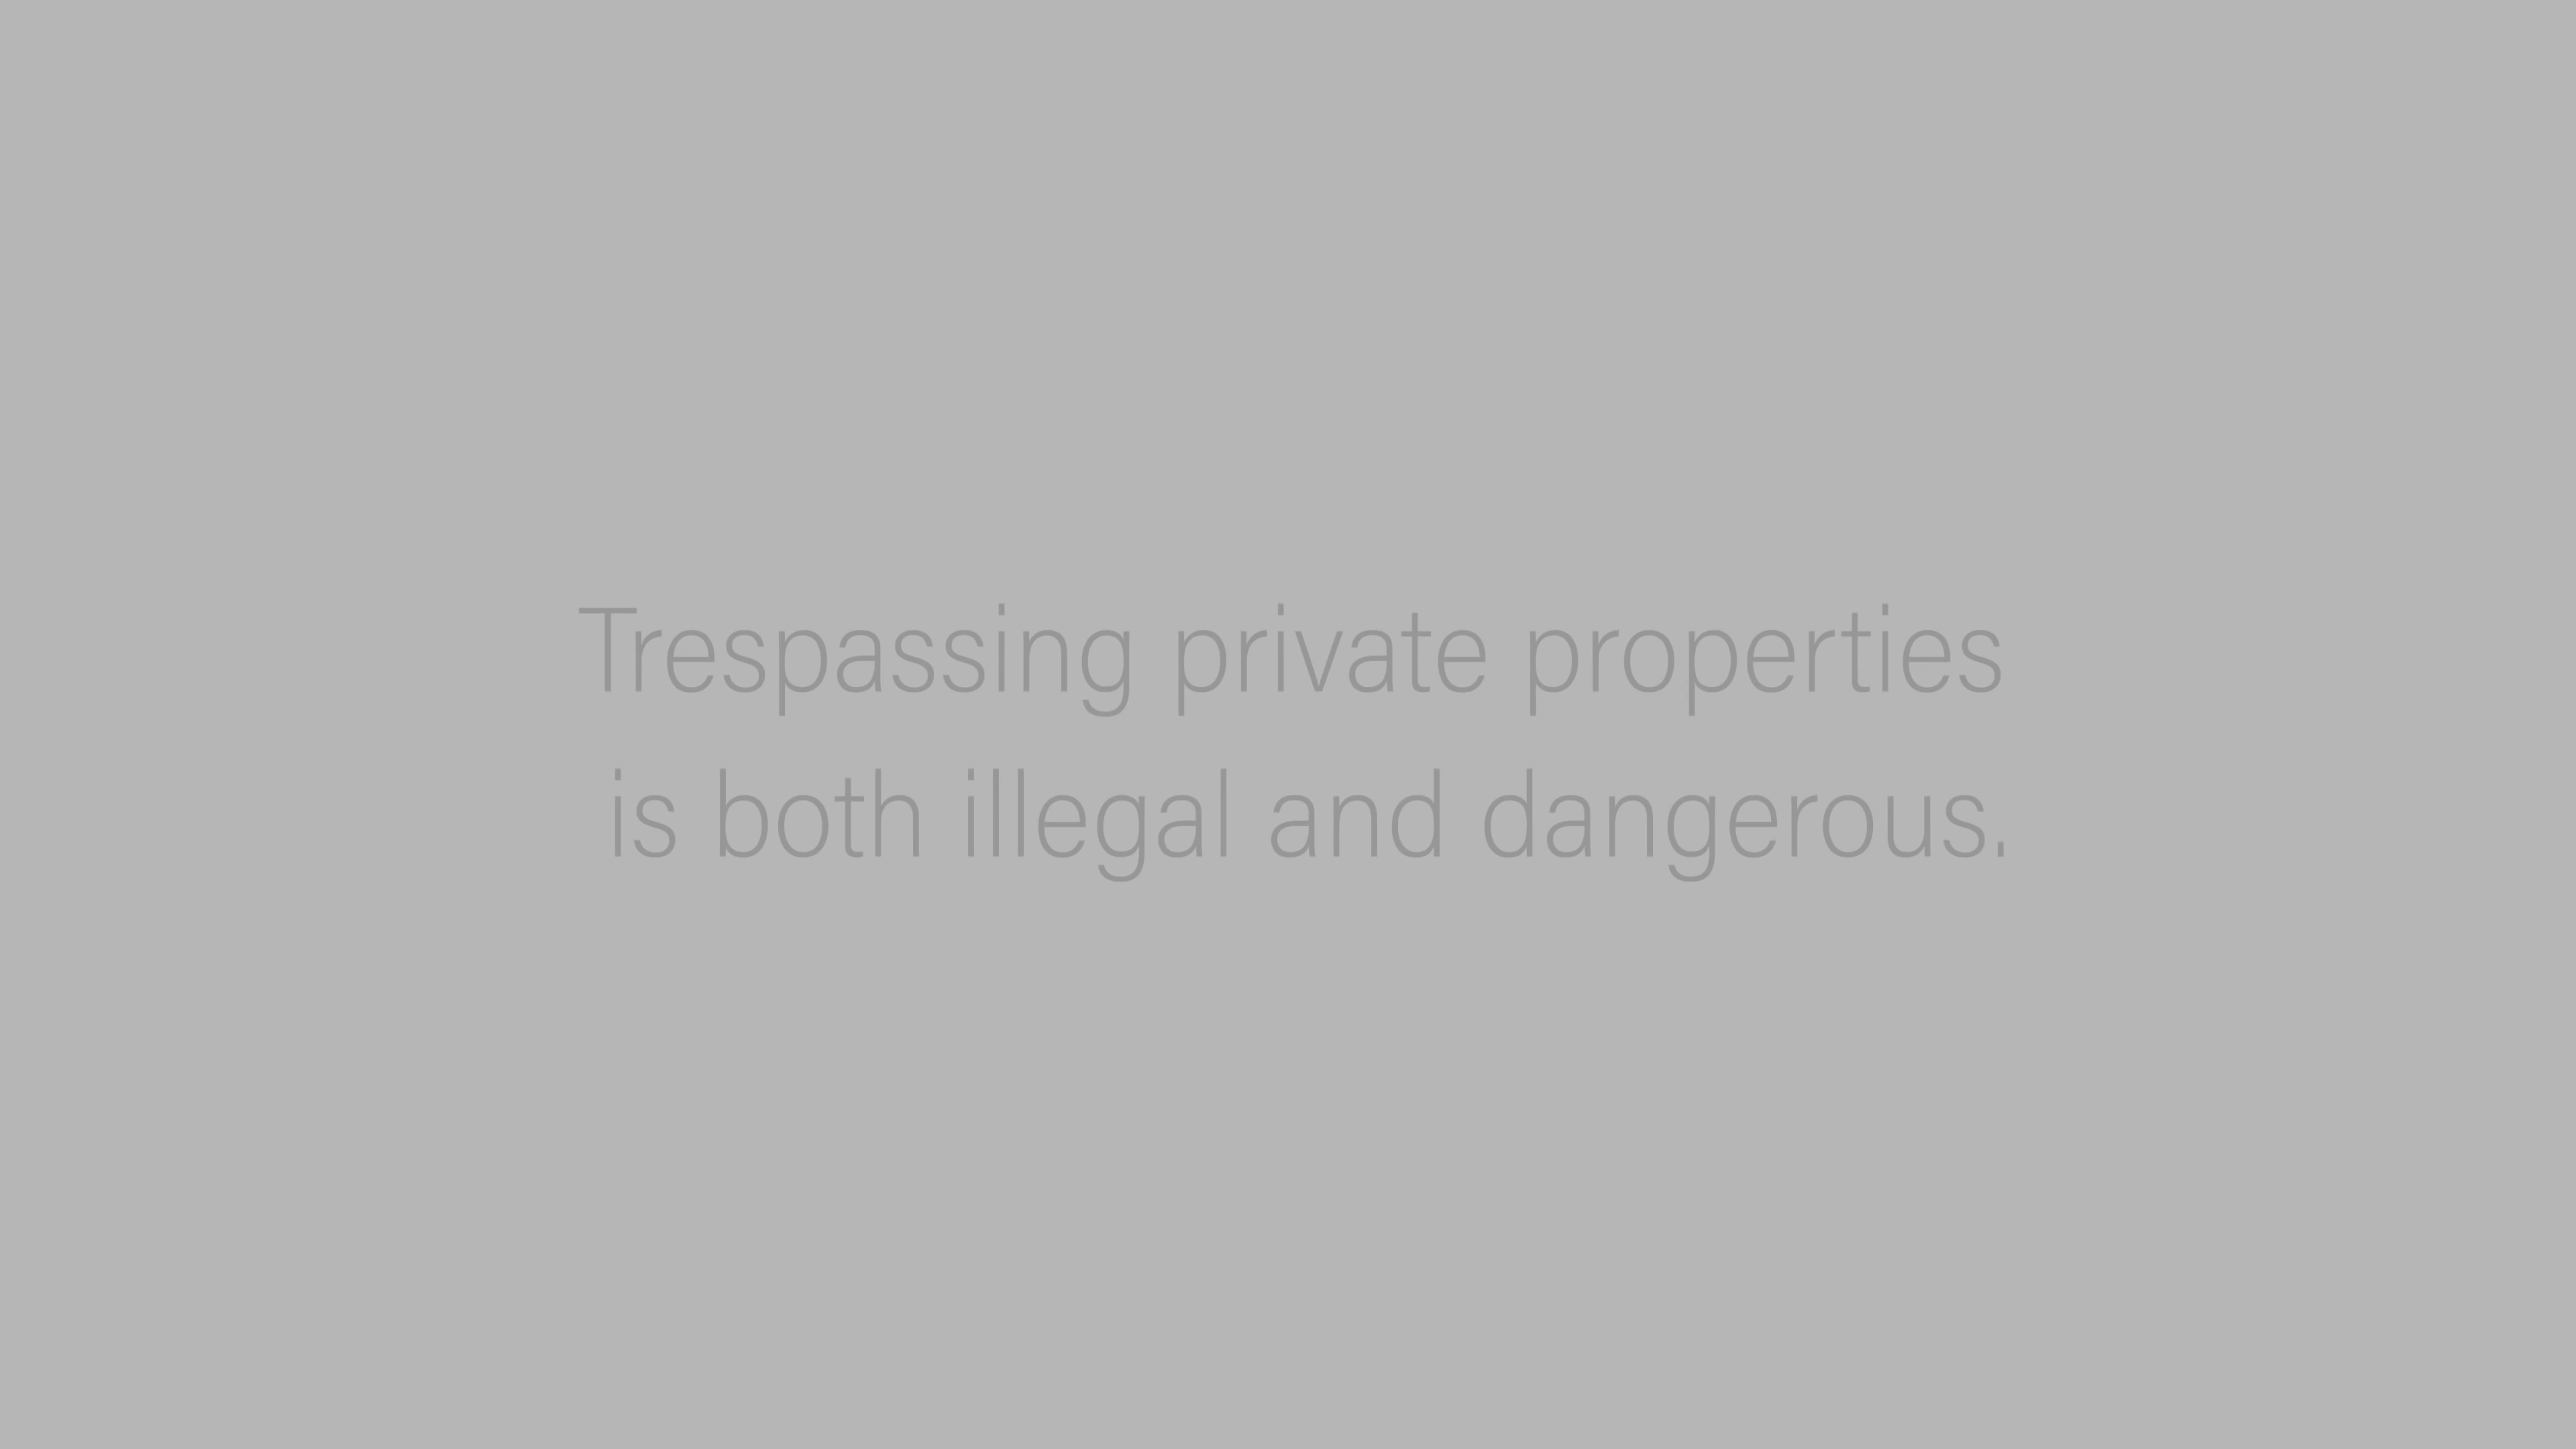 Trespassing private properties
is both illegal and dangerous.